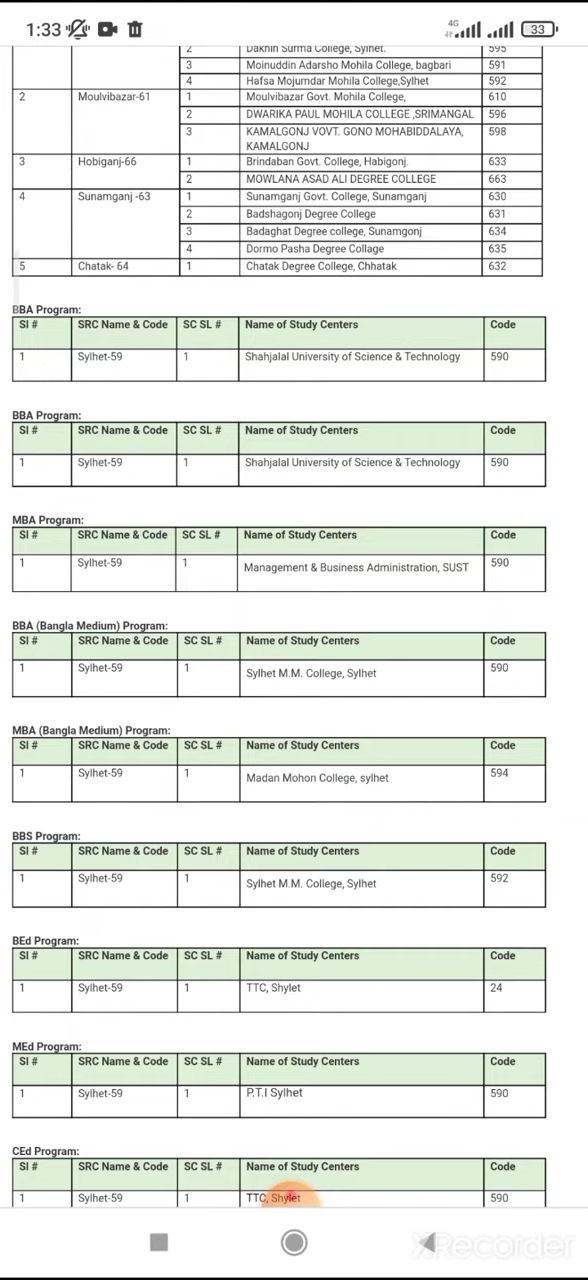 1:33
4G
33
2 Dakhin Surma College, Sylhet. 595
3 Moinuddin Adarsho Mohila College, bagbari 591
4 Hafsa Mojumdar Mohila College,Sylhet 592
2 Moulvibazar-61 1 Moulvibazar Govt. Mohila College, 610
2 DWARIKA PAUL MOHILA COLLEGE ,SRIMANGAL 596
3 KAMALGONJ VOVT. GONO MOHABIDDALAYA, 598
KAMALGONJ
3 Hobiganj-66 1 Brindaban Govt. College, Habigonj. 633
2 MOWLANA ASAD ALI DEGREE COLLEGE 663
4 Sunamganj -63 1 Sunamganj Govt. College, Sunamganj 630
2 Badshagonj Degree College 631
3 Badaghat Degree college, Sunamgonj 634
4 Dormo Pasha Degree Collage 635
5 Chatak- 64 1 Chatak Degree College, Chhatak 632
BBA Program:
SI # SRC Name & Code SC SL # Name of Study Centers Code
1 Sylhet-59 1 Shahjalal University of Science & Technology 590
BBA Program:
SI # SRC Name & Code SC SL # Name of Study Centers Code
1 Sylhet-59 1 Shahjalal University of Science & Technology 590
MBA Program:
SI # SRC Name & Code SC SL # Name of Study Centers Code
1 Sylhet-59 1 Management & Business Administration, SUST 590
BBA (Bangla Medium) Program:
SI # SRC Name & Code SC SL # Name of Study Centers Code
1 Sylhet-59 1 Sylhet M.M. College, Sylhet 590
MBA (Bangla Medium) Program:
SI # SRC Name & Code SC SL # Name of Study Centers Code
1 Sylhet-59 1 Madan Mohon College, sylhet 594
BBS Program:
SI # SRC Name & Code SC SL # Name of Study Centers Code
1 Sylhet-59 1 Sylhet M.M. College, Sylhet 592
BEd Program:
SI # SRC Name & Code SC SL # Name of Study Centers Code
1 Sylhet-59 1 TTC, Shylet 24
MEd Program:
SI # SRC Name & Code SC SL # Name of Study Centers Code
1 Sylhet-59 1 P.T.I Sylhet 590
CEd Program:
SI # SRC Name & Code SC SL # Name of Study Centers Code
1 Sylhet-59 1 TTC, Shylet 590
XRecorder